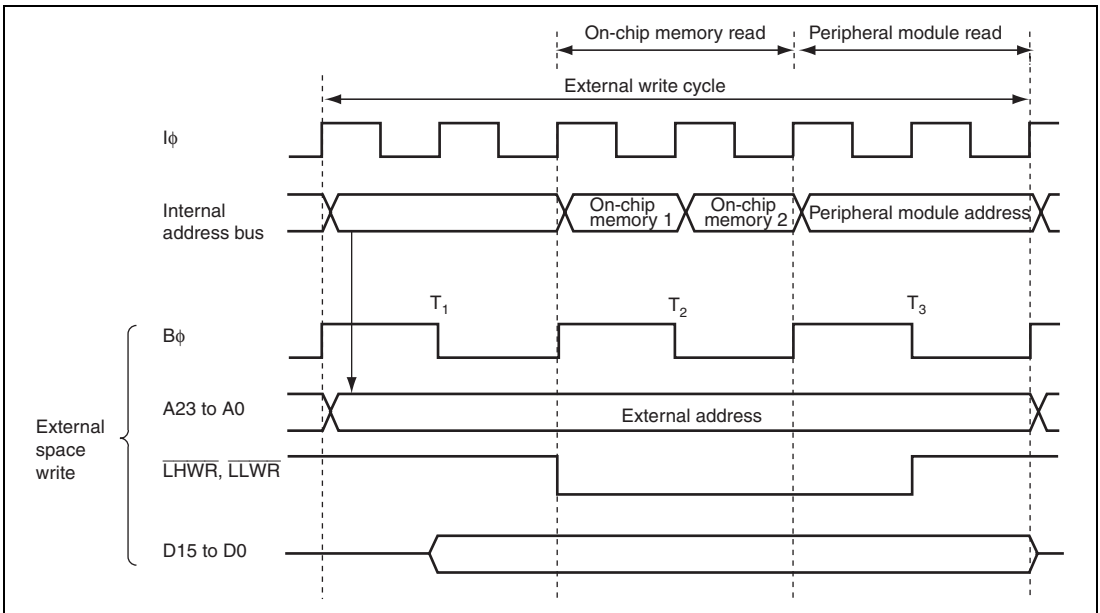 On-chip memory read
Peripheral module read
External write cycle
Iϕ
Internal
address bus
On-chip
memory 1
On-chip
memory 2
Peripheral module address
T1
T2
T3
Bϕ
A23 to A0
External address
External
space
write
LHWR, LLWR
D15 to D0